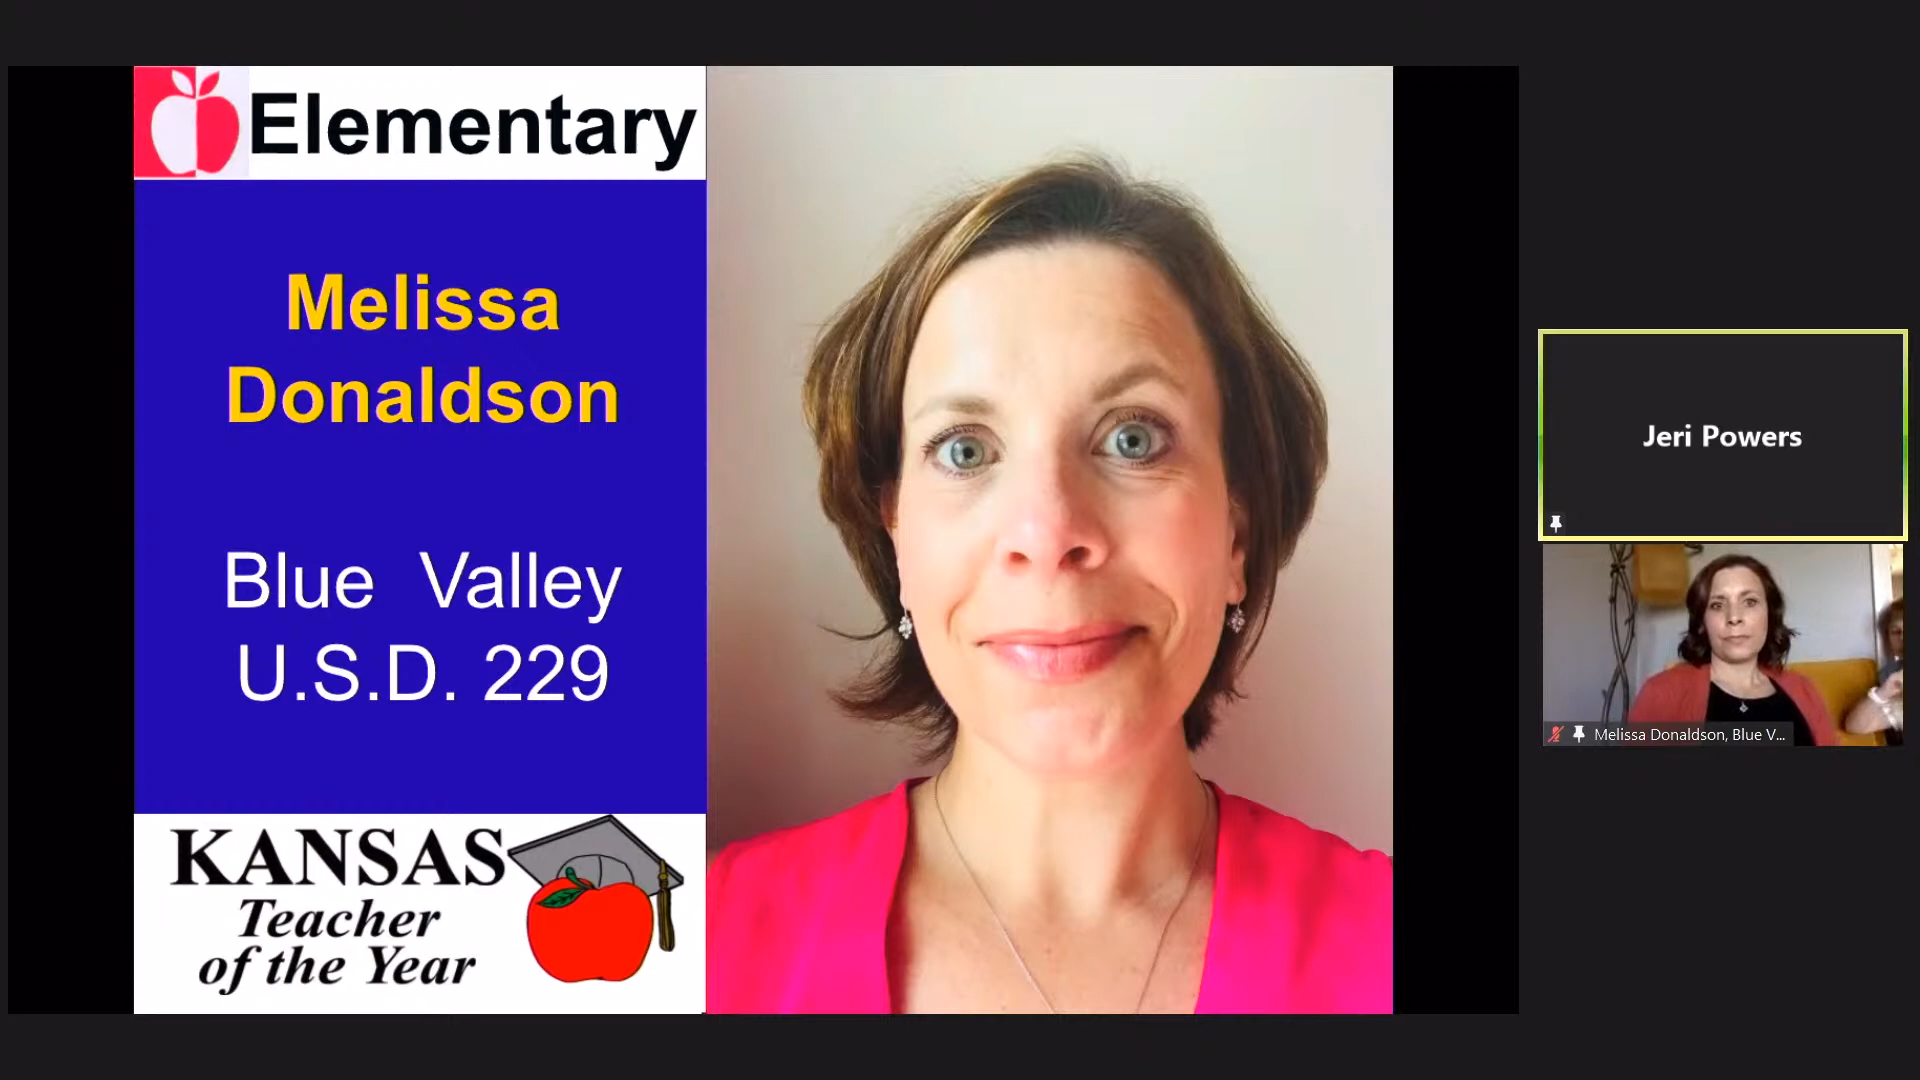 Elementary
Melissa
Donaldson
Blue Valley
U.S.D. 229
KANSAS
Teacher
of the Year
Jeri Powers
Melissa Donaldson, Blue V...